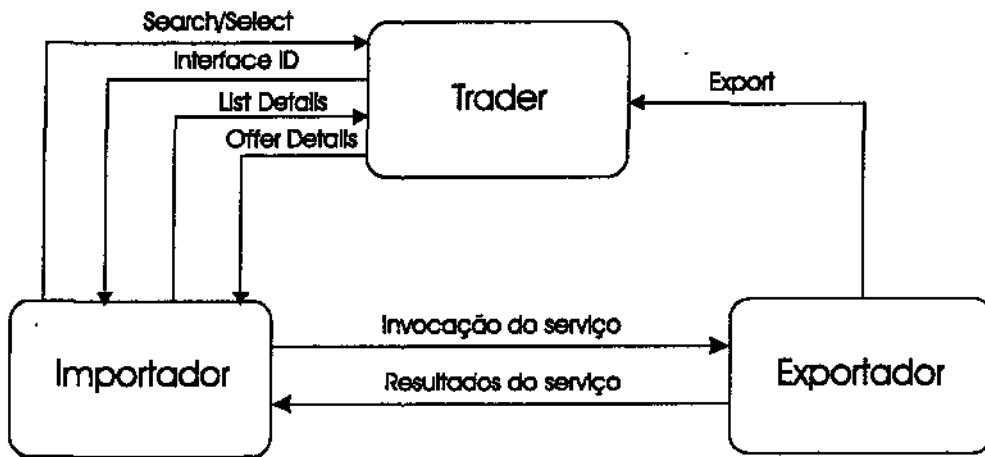 Search/Select
Interface ID
List Details
Offer Details
Trader
Export
Importador
Invocação do serviço
Resultados do serviço
Exportador